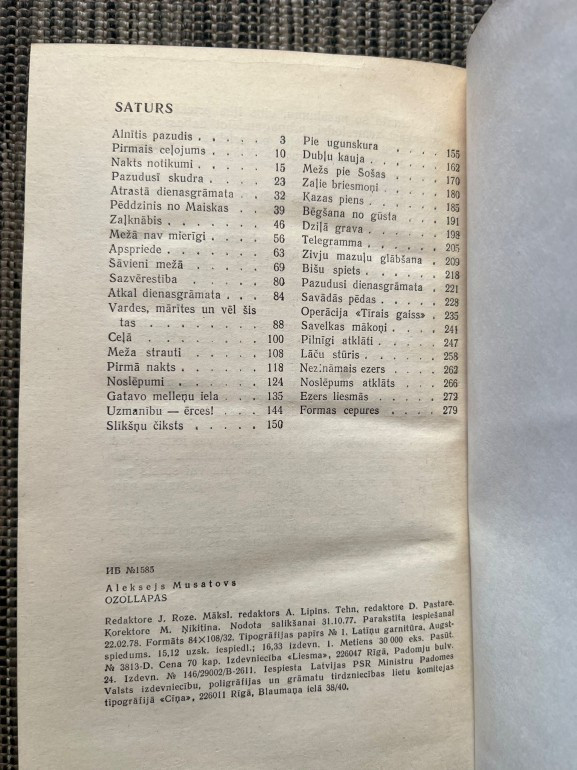 SATURS
Alnītis pazudis . . . . . 3
Pirmais ceļojums . . . . 10
Nakts notikumi . . . . . 15
Pazudusī skudra . . . . 23
Atrastā dienasgrāmata . . 32
Pēddzinis no Maiskas . . 39
Zaļknābis . . . . . . 46
Mežā nav mierīgi . . . . 56
Apspriede . . . . . . 63
Šāvieni mežā . . . . . 69
Sazvērestība . . . . . 80
Atkal dienasgrāmata . . . 84
Vardes, mārītes un vēl šis
tas . . . . . . . 88
Ceļā . . . . . . . 100
Meža strauti . . . . . 108
Pirmā nakts . . . . . 118
Noslēpumi . . . . . 124
Gatavo melleņu iela . . . 135
Uzmanību — ērces! . . . 144
Slīkšņu čiksts . . . . . 150
Pie ugunskura . . . . 155
Dubļu kauja . . . . . 162
Mežs pie Šošas . . . . 170
Zaļie briesmoņi . . . . 180
Kazas piens . . . . . 185
Bēgšana no gūsta . . . 191
Dziļā grava . . . . . 198
Telegramma . . . . . 205
Zivju mazuļu glābšana . . 209
Bišu spiets . . . . . 218
Pazudusī dienasgrāmata . . 221
Savādās pēdas . . . . 228
Operācija «Tīrais gaiss» . 235
Savelkas mākoņi . . . . 241
Pilnīgi atklāti . . . . 247
Lāču stūris . . . . . 258
Nezināmais ezers . . . . 262
Noslēpums atklāts . . . 266
Ezers liesmās . . . . . 272
Formas cepures . . . . 279
ИБ №1585
Aleksejs Musatovs
OZOLLAPAS
Redaktore J. Roze. Māksl. redaktors A. Lipins. Tehn. redaktore D. Pastare.
Korektore M. Ņikitina. Nodota salikšanai 31.10.77. Parakstīta iespiešanai
22.02.78. Formāts 84×108/32. Tipogrāfijas papīrs № 1. Latiņu garnitūra. Augst-
spiedums. 15,12 uzsk. iespiedl.; 16,33 izdevn. l. Metiens 30 000 eks. Pasūt.
№ 3813-D. Cena 70 kap. Izdevniecība «Liesma», 226047 Rīgā, Padomju bulv.
24. Izdevn. № 146/29002/B-2611. Iespiesta Latvijas PSR Ministru Padomes
Valsts izdevniecību, poligrāfijas un grāmatu tirdzniecības lietu komitejas
tipogrāfijā «Cīņa», 226011 Rīgā, Blaumaņa ielā 38/40.